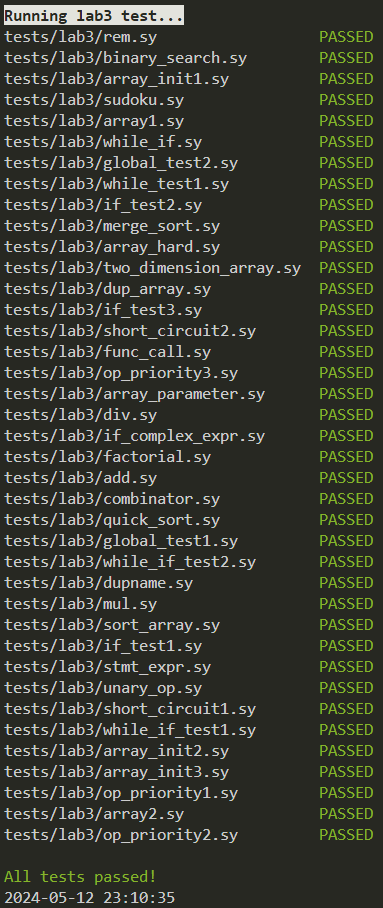 Running lab3 test...
tests/lab3/rem.sy PASSED
tests/lab3/binary_search.sy PASSED
tests/lab3/array_init1.sy PASSED
tests/lab3/sudoku.sy PASSED
tests/lab3/array1.sy PASSED
tests/lab3/while_if.sy PASSED
tests/lab3/global_test2.sy PASSED
tests/lab3/while_test1.sy PASSED
tests/lab3/if_test2.sy PASSED
tests/lab3/merge_sort.sy PASSED
tests/lab3/array_hard.sy PASSED
tests/lab3/two_dimension_array.sy PASSED
tests/lab3/dup_array.sy PASSED
tests/lab3/if_test3.sy PASSED
tests/lab3/short_circuit2.sy PASSED
tests/lab3/func_call.sy PASSED
tests/lab3/op_priority3.sy PASSED
tests/lab3/array_parameter.sy PASSED
tests/lab3/div.sy PASSED
tests/lab3/if_complex_expr.sy PASSED
tests/lab3/factorial.sy PASSED
tests/lab3/add.sy PASSED
tests/lab3/combinator.sy PASSED
tests/lab3/quick_sort.sy PASSED
tests/lab3/global_test1.sy PASSED
tests/lab3/while_if_test2.sy PASSED
tests/lab3/dupname.sy PASSED
tests/lab3/mul.sy PASSED
tests/lab3/sort_array.sy PASSED
tests/lab3/if_test1.sy PASSED
tests/lab3/stmt_expr.sy PASSED
tests/lab3/unary_op.sy PASSED
tests/lab3/short_circuit1.sy PASSED
tests/lab3/while_if_test1.sy PASSED
tests/lab3/array_init2.sy PASSED
tests/lab3/array_init3.sy PASSED
tests/lab3/op_priority1.sy PASSED
tests/lab3/array2.sy PASSED
tests/lab3/op_priority2.sy PASSED
All tests passed!
2024-05-12 23:10:35